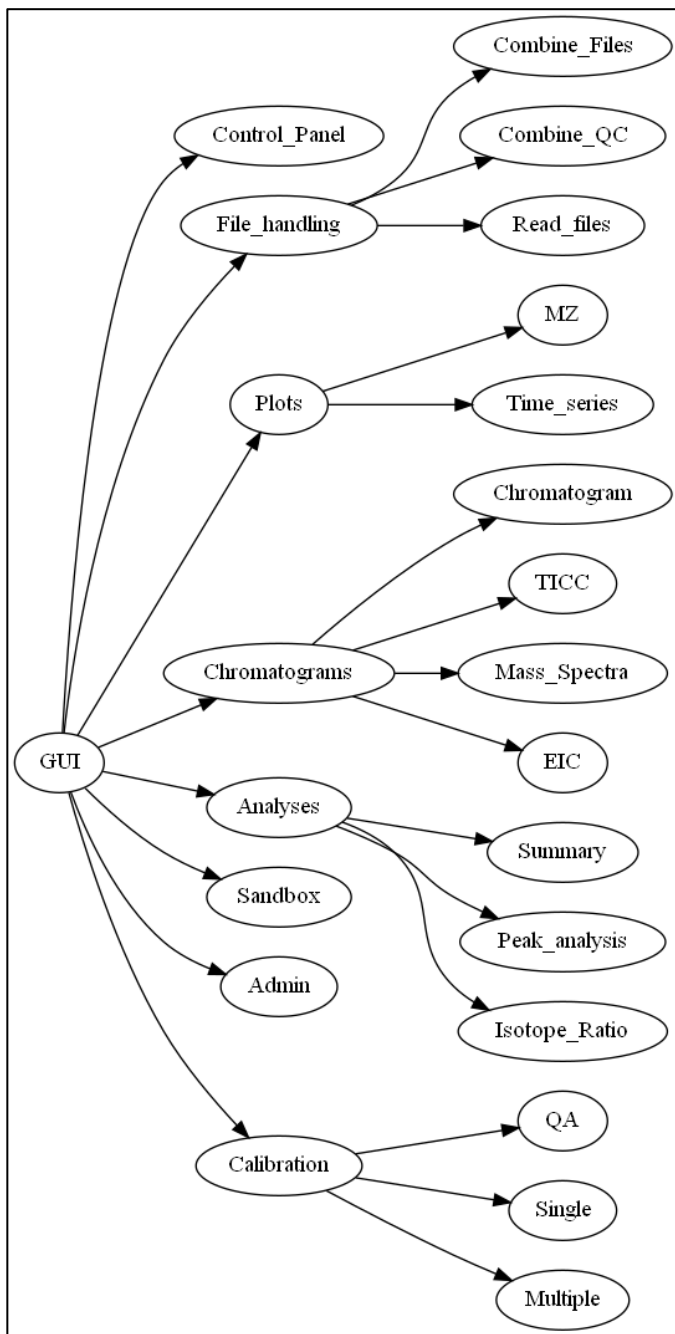 Combine_Files
Control_Panel
Combine_QC
File_handling
Read_files
MZ
Plots
Time_series
Chromatogram
TICC
Chromatograms
Mass_Spectra
GUI
EIC
Analyses
Summary
Sandbox
Peak_analysis
Admin
Isotope_Ratio
QA
Calibration
Single
Multiple